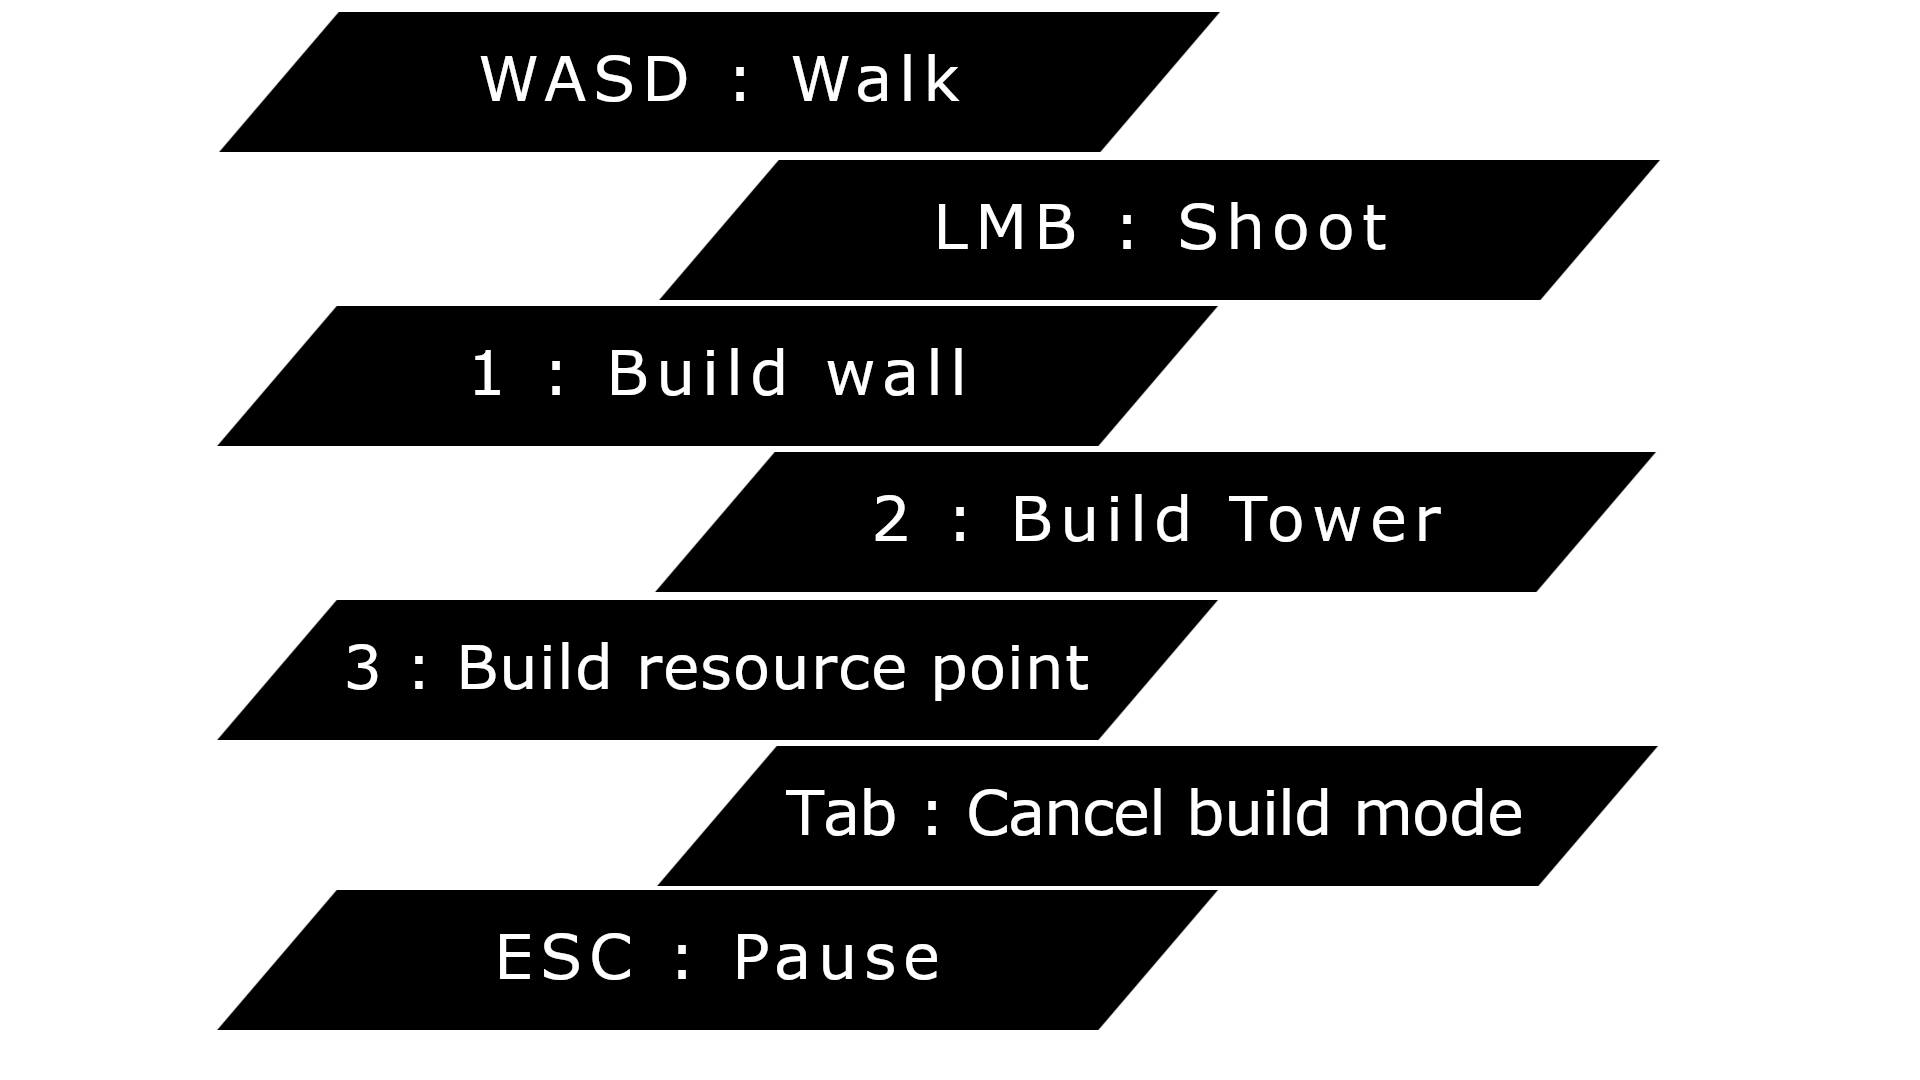 WASD : Walk
LMB : Shoot
1 : Build wall
2 : Build Tower
3 : Build resource point
Tab : Cancel build mode
ESC : Pause